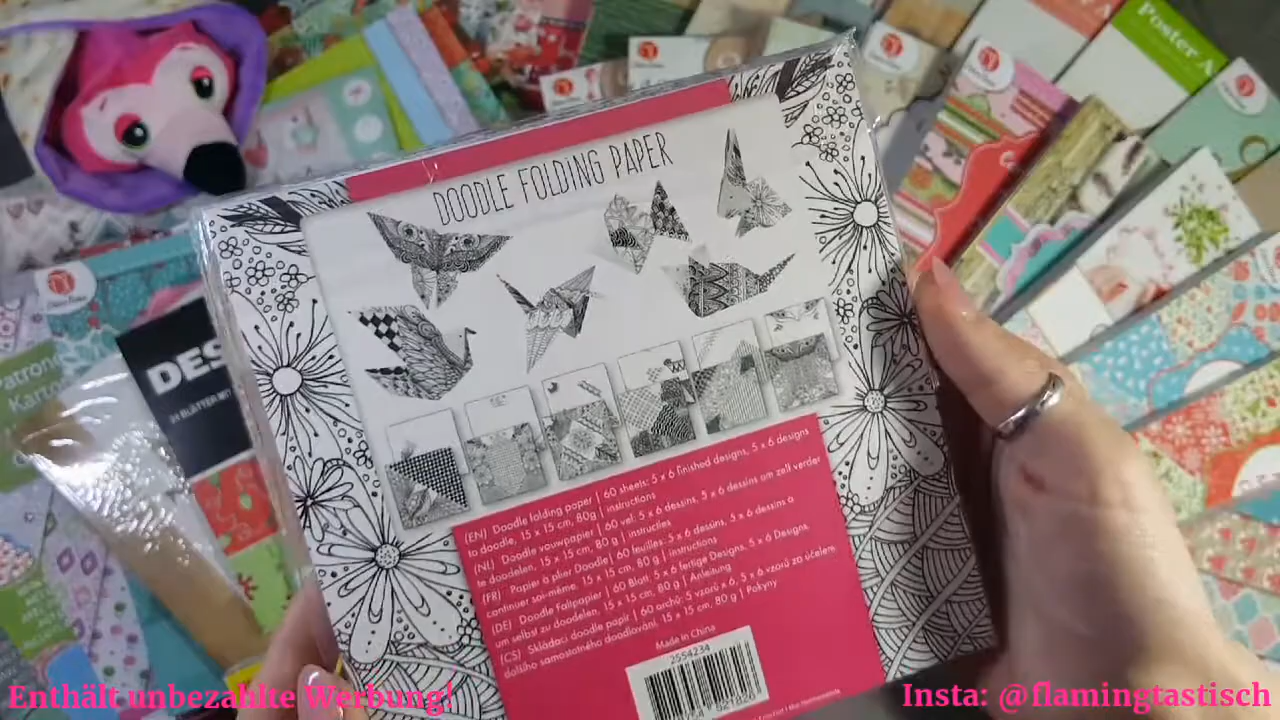 Poster A
DOODLE FOLDING PAPER
DES
Patrone
(EN) Doodle folding paper | 60 sheets: 5 x 6 finished designs, 5 x 6 designs
to doodle, 15 x 15 cm, 80g | instructions
(NL) Doodle vouwpapier | 60 vel: 5 x 6 dessins, 5 x 6 dessins om zelf verder
te doodelen, 15 x 15 cm, 80 g | instructies
(FR) Papier à plier Doodle | 60 feuilles: 5 x 6 dessins, 5 x 6 dessins à
continuer soi-même, 15 x 15 cm, 80 g | instructions
(DE) Doodle Faltpapier | 60 Blatt: 5 x 6 fertige Designs, 5 x 6 Designs
um selbst zu doodelen, 15 x 15 cm, 80 g | Anleitung
(CS) Skládací doodle papír | 60 archů: 5 vzorů x 6, 5 x 6 vzorů za účelem
dalšího samostatného doodlování, 15 x 15 cm, 80 g | Pokyny
Made in China
2554234
Enthält unbezahlte Werbung!
Insta: @flamingtastisch